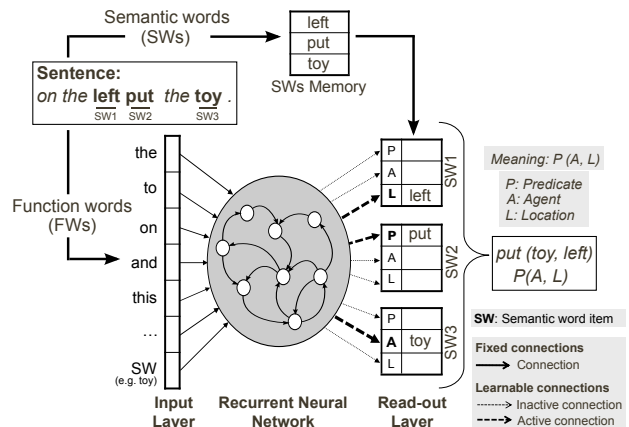 Semantic words
(SWs)
left
put
toy
SWs Memory
Sentence:
on the left put the toy .
SW1 SW2 SW3
Function words
(FWs)
the
to
on
and
this
...
SW
(e.g. toy)
Input
Layer
Recurrent Neural
Network
Read-out
Layer
P
A
L left
SW1
P put
A
L
SW2
P
A toy
L
SW3
Meaning: P (A, L)
P: Predicate
A: Agent
L: Location
put (toy, left)
P(A, L)
SW: Semantic word item
Fixed connections
Connection
Learnable connections
Inactive connection
Active connection